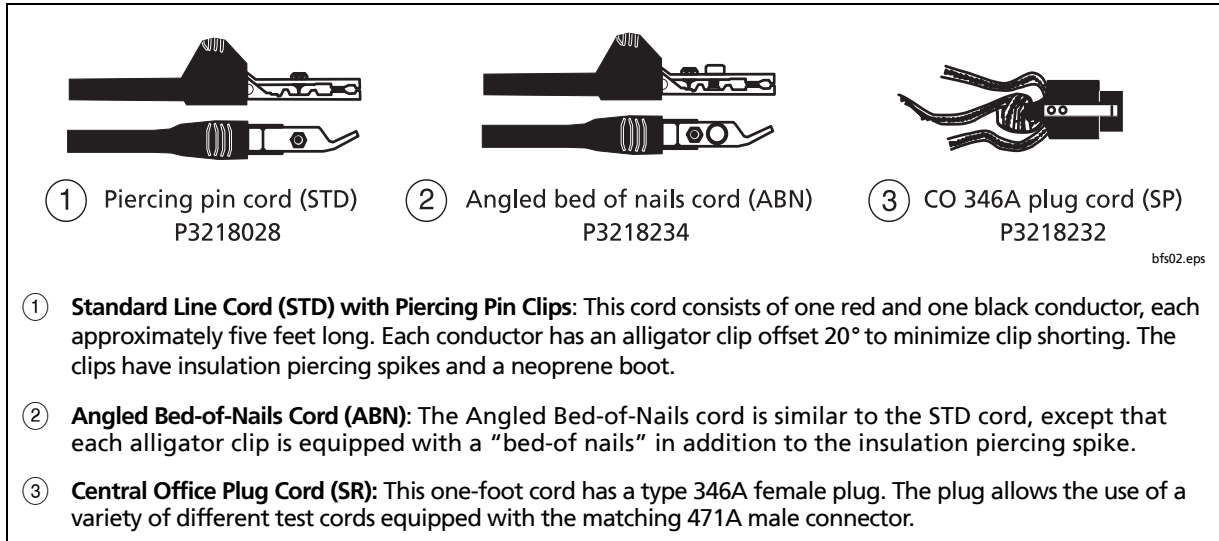 ① Piercing pin cord (STD)
P3218028
② Angled bed of nails cord (ABN)
P3218234
③ CO 346A plug cord (SP)
P3218232
bfs02.eps
① Standard Line Cord (STD) with Piercing Pin Clips: This cord consists of one red and one black conductor, each
approximately five feet long. Each conductor has an alligator clip offset 20° to minimize clip shorting. The
clips have insulation piercing spikes and a neoprene boot.
② Angled Bed-of-Nails Cord (ABN): The Angled Bed-of-Nails cord is similar to the STD cord, except that
each alligator clip is equipped with a “bed-of nails” in addition to the insulation piercing spike.
③ Central Office Plug Cord (SR): This one-foot cord has a type 346A female plug. The plug allows the use of a
variety of different test cords equipped with the matching 471A male connector.